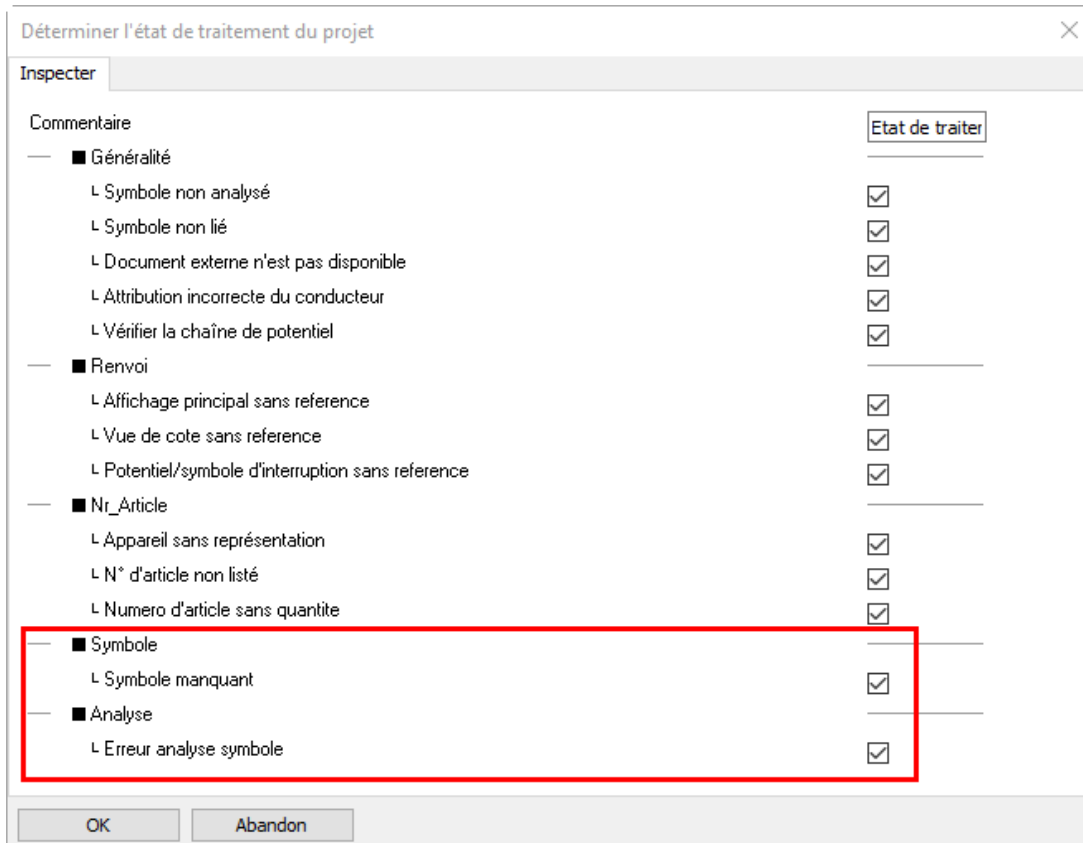 Déterminer l'état de traitement du projet
Inspecter
Commentaire Etat de traiter
Généralité
Symbole non analysé
Symbole non lié
Document externe n'est pas disponible
Attribution incorrecte du conducteur
Vérifier la chaîne de potentiel
Renvoi
Affichage principal sans reference
Vue de cote sans reference
Potentiel/symbole d'interruption sans reference
Nr_Article
Appareil sans représentation
N° d'article non listé
Numero d'article sans quantite
Symbole
Symbole manquant
Analyse
Erreur analyse symbole
OK Abandon